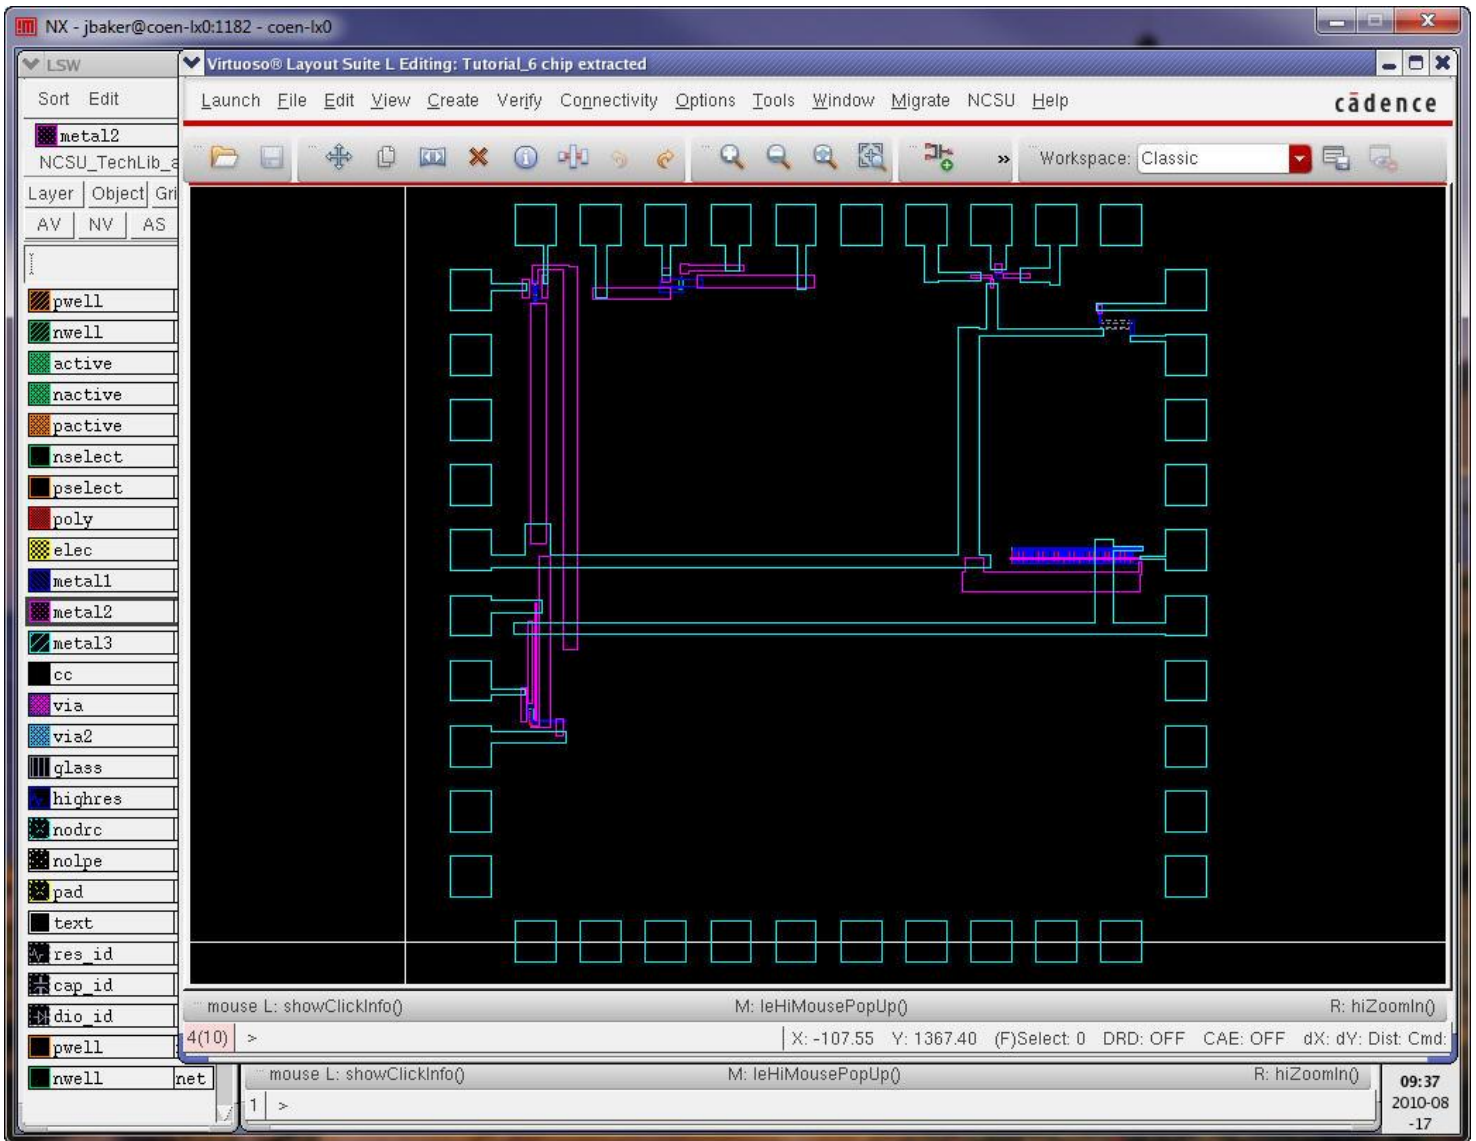 NX - jbaker@coen-lx0:1182 - coen-lx0
LSW
Virtuoso® Layout Suite L Editing: Tutorial_6 chip extracted
Sort Edit
Launch File Edit View Create Verify Connectivity Options Tools Window Migrate NCSU Help
cādence
metal2
NCSU_TechLib_a
Workspace: Classic
Layer Object Gri
AV NV AS
pwell
nwell
active
nactive
pactive
nselect
pselect
poly
elec
metal1
metal2
metal3
cc
via
via2
glass
highres
nodrc
nolpe
pad
text
res_id
cap_id
dio_id
pwell
nwell net
mouse L: showClickInfo() M: leHiMousePopUp() R: hiZoomIn()
4(10) > X: -107.55 Y: 1367.40 (F)Select: 0 DRD: OFF CAE: OFF dX: dY: Dist: Cmd:
mouse L: showClickInfo() M: leHiMousePopUp() R: hiZoomIn()
1 >
09:37
2010-08
-17